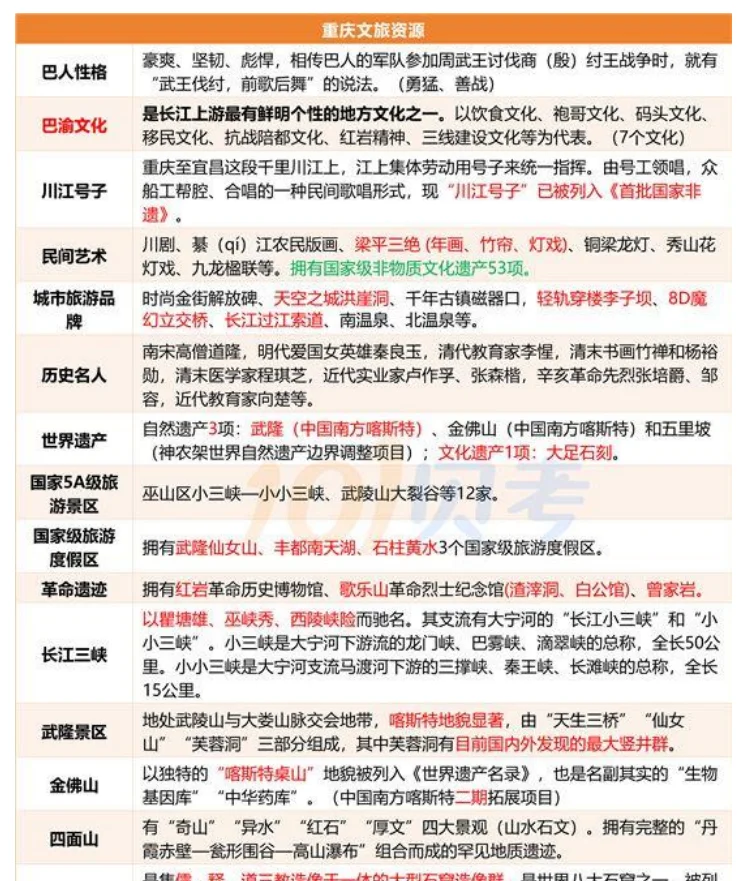 重庆文旅资源
巴人性格
豪爽、坚韧、彪悍，相传巴人的军队参加周武王讨伐商（殷）纣王战争时，就有
“武王伐纣，前歌后舞”的说法。（勇猛、善战）
巴渝文化
是长江上游最有鲜明个性的地方文化之一。以饮食文化、袍哥文化、码头文化、
移民文化、抗战陪都文化、红岩精神、三线建设文化等为代表。（7个文化）
川江号子
重庆至宜昌这段千里川江上，江上集体劳动用号子来统一指挥。由号工领唱，众
船工帮腔、合唱的一种民间歌唱形式，现“川江号子”已被列入《首批国家非
遗》。
民间艺术
川剧、綦（qí）江农民版画、梁平三绝 (年画、竹帘、灯戏)、铜梁龙灯、秀山花
灯戏、九龙楹联等。拥有国家级非物质文化遗产53项。
城市旅游品
牌
时尚金街解放碑、天空之城洪崖洞、千年古镇磁器口，轻轨穿楼李子坝、8D魔
幻立交桥、长江过江索道、南温泉、北温泉等。
历史名人
南宋高僧道隆，明代爱国女英雄秦良玉，清代教育家李惺，清末书画竹禅和杨裕
勋，清末医学家程琪芝，近代实业家卢作孚、张森楷，辛亥革命先烈张培爵、邹
容，近代教育家向楚等。
世界遗产
自然遗产3项：武隆（中国南方喀斯特）、金佛山（中国南方喀斯特）和五里坡
（神农架世界自然遗产边界调整项目）；文化遗产1项：大足石刻。
国家5A级旅
游景区
巫山区小三峡—小小三峡、武陵山大裂谷等12家。
101贝考
国家级旅游
度假区
拥有武隆仙女山、丰都南天湖、石柱黄水3个国家级旅游度假区。
革命遗迹
拥有红岩革命历史博物馆、歌乐山革命烈士纪念馆(渣滓洞、白公馆)、曾家岩。
长江三峡
以瞿塘雄、巫峡秀、西陵峡险而驰名。其支流有大宁河的“长江小三峡”和“小
小三峡”。小三峡是大宁河下游流的龙门峡、巴雾峡、滴翠峡的总称，全长50公
里。小小三峡是大宁河支流马渡河下游的三撑峡、秦王峡、长滩峡的总称，全长
15公里。
武隆景区
地处武陵山与大娄山脉交会地带，喀斯特地貌显著，由“天生三桥”“仙女
山”“芙蓉洞”三部分组成，其中芙蓉洞有目前国内外发现的最大竖井群。
金佛山
以独特的“喀斯特桌山”地貌被列入《世界遗产名录》，也是名副其实的“生物
基因库”“中华药库”。（中国南方喀斯特二期拓展项目）
四面山
有“奇山”“异水”“红石”“厚文”四大景观（山水石文）。拥有完整的“丹
霞赤壁—瓮形围谷—高山瀑布”组合而成的罕见地质遗迹。
是集儒、释、道三教造像于一体的大型石窟造像群，是世界八大石窟之一，被列